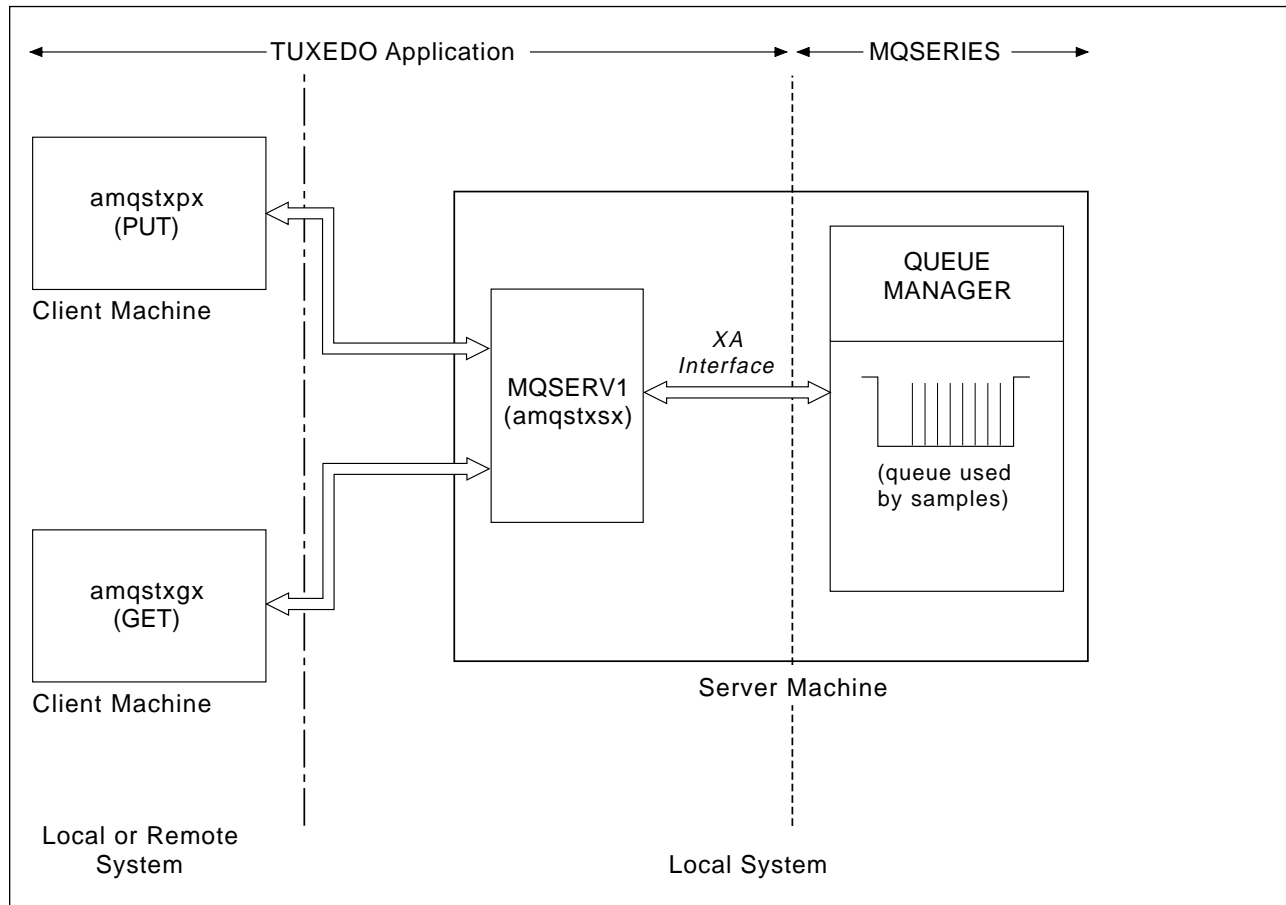 TUXEDO Application
MQSERIES
amqstxpx
(PUT)
Client Machine
QUEUE
MANAGER
XA
Interface
MQSERV1
(amqstxsx)
(queue used
by samples)
amqstxgx
(GET)
Client Machine
Server Machine
Local or Remote
System
Local System